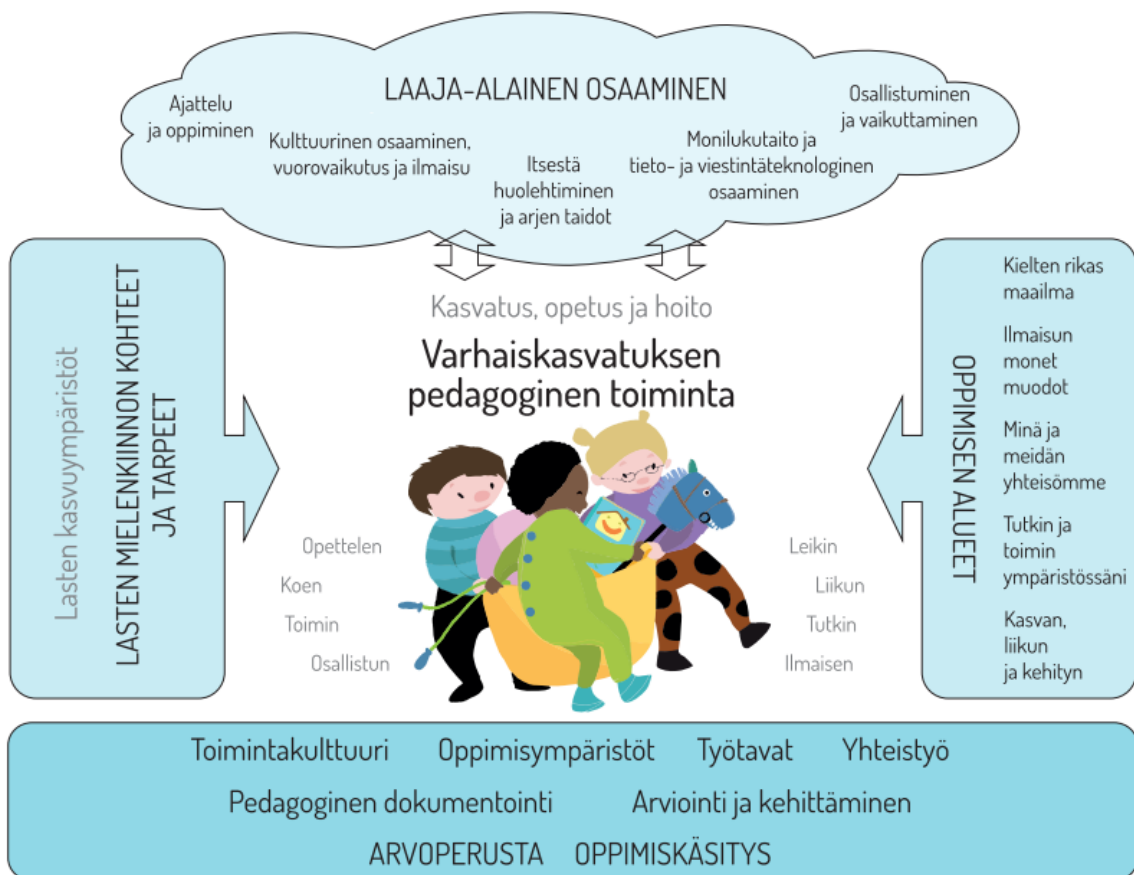 LAAJA-ALAINEN OSAAMINEN
Ajattelu
ja oppiminen
Kulttuurinen osaaminen,
vuorovaikutus ja ilmaisu
Itsestä
huolehtiminen
ja arjen taidot
Monilukutaito ja
tieto- ja viestintäteknologinen
osaaminen
Osallistuminen
ja vaikuttaminen
Lasten kasvuympäristöt
LASTEN MIELENKIINNON KOHTEET
JA TARPEET
Kasvatus, opetus ja hoito
Varhaiskasvatuksen
pedagoginen toiminta
Opettelen
Koen
Toimin
Osallistun
Leikin
Liikun
Tutkin
Ilmaisen
OPPIMISEN ALUEET
Kielten rikas
maailma
Ilmaisun
monet
muodot
Minä ja
meidän
yhteisömme
Tutkin ja
toimin
ympäristössäni
Kasvan,
liikun
ja kehityn
Toimintakulttuuri Oppimisympäristöt Työtavat Yhteistyö
Pedagoginen dokumentointi Arviointi ja kehittäminen
ARVOPERUSTA OPPIMISKÄSITYS